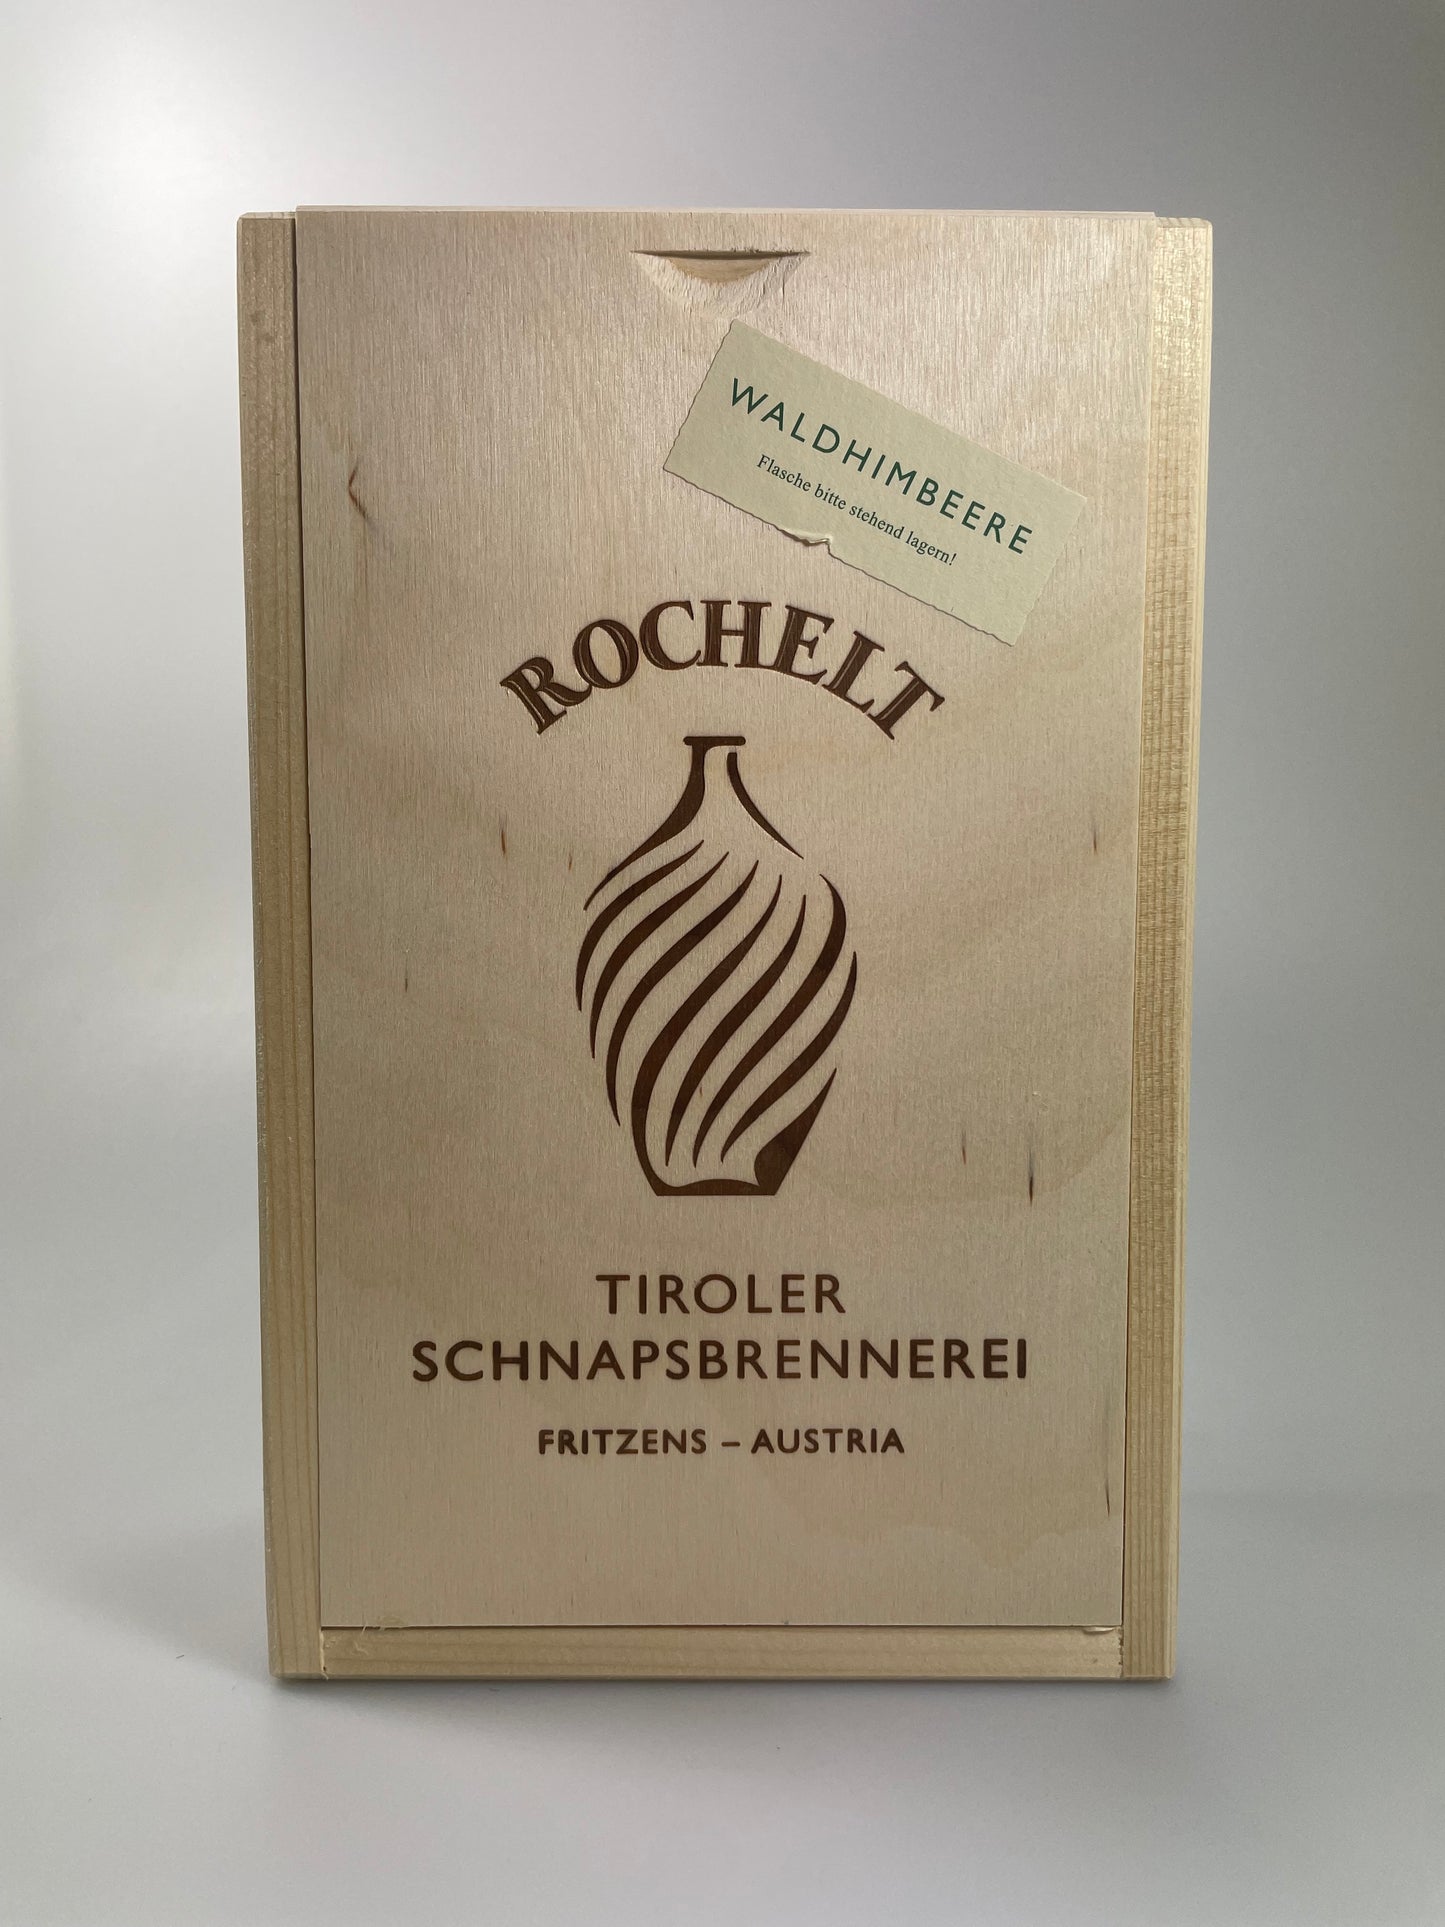 WALDHIMBEERE
Flasche bitte stehend lagern!
ROCHELT
TIROLER
SCHNAPSBRENNEREI
FRITZENS – AUSTRIA